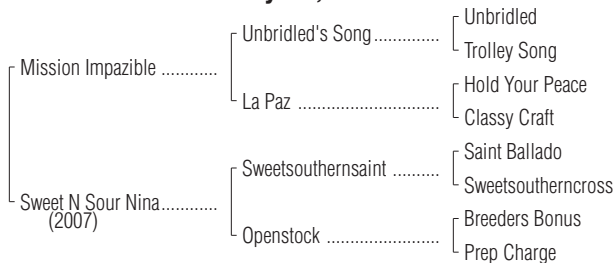 Unbridled
Unbridled's Song..............
Trolley Song
Mission Impazible ............
Hold Your Peace
La Paz ..............................
Classy Craft
Saint Ballado
Sweetsouthernsaint ..........
Sweetsoutherncross
Sweet N Sour Nina............
(2007)
Breeders Bonus
Openstock .......................
Prep Charge